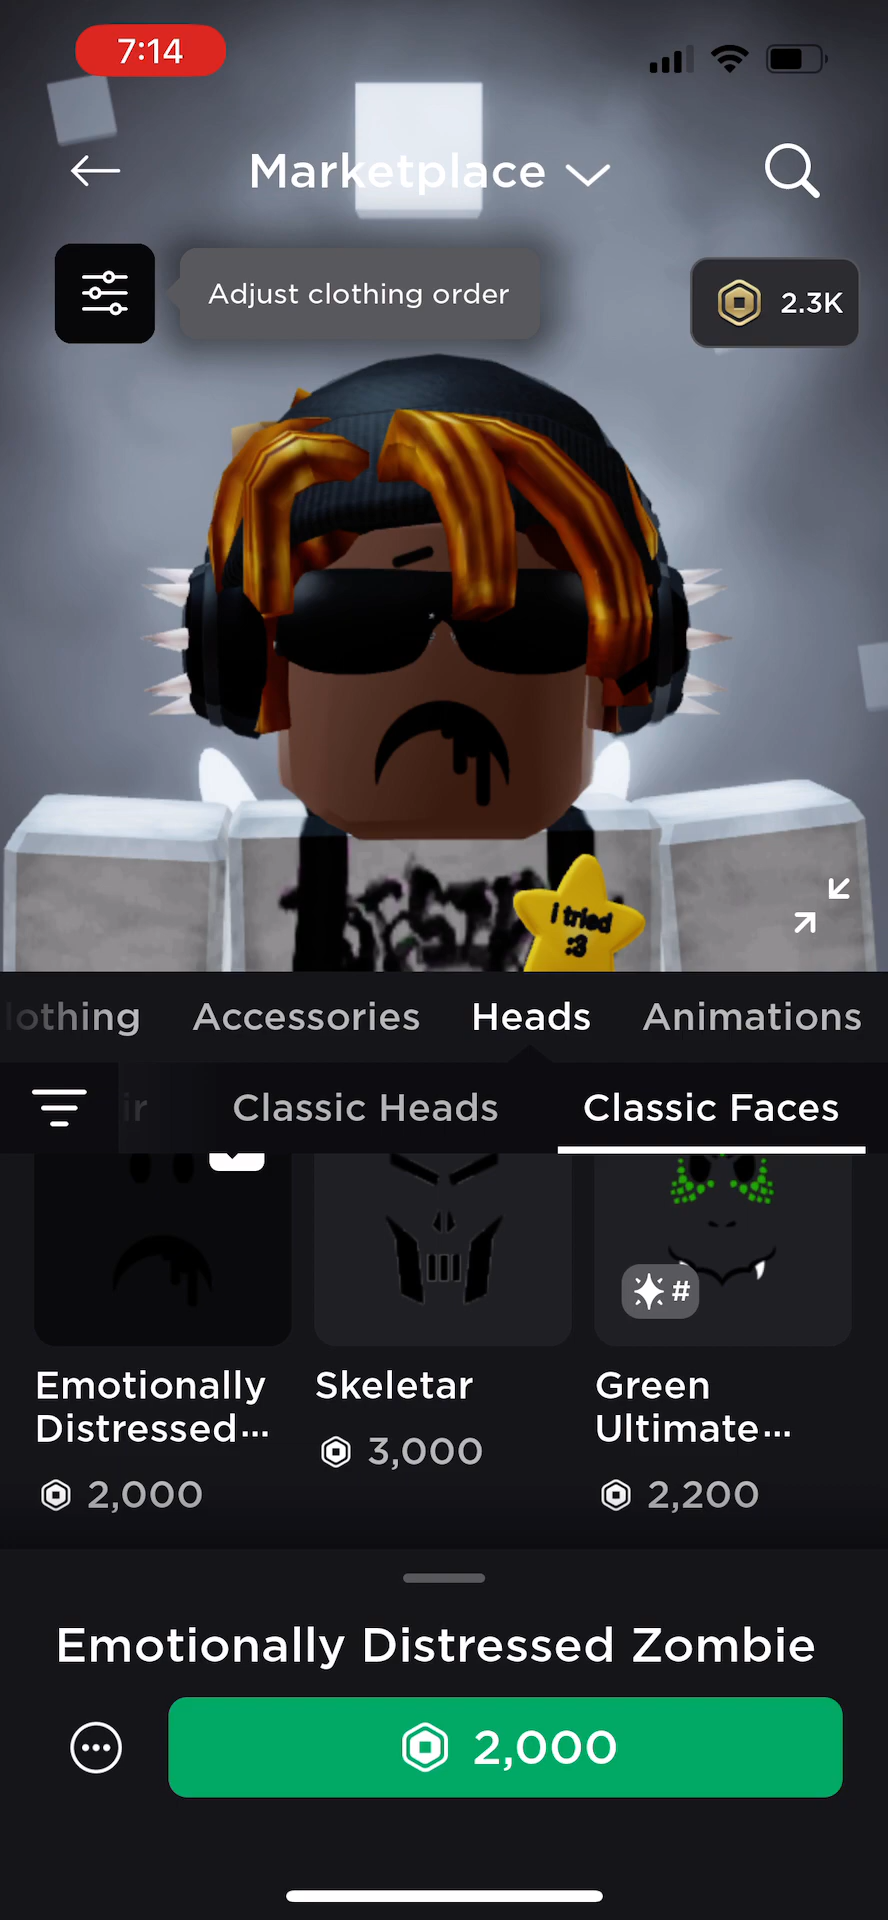 7:14
Marketplace
Adjust clothing order
2.3K
i tried
:3
lothing Accessories Heads Animations
ir Classic Heads Classic Faces
#
Emotionally
Distressed...
2,000
Skeletar
3,000
Green
Ultimate...
2,200
Emotionally Distressed Zombie
2,000